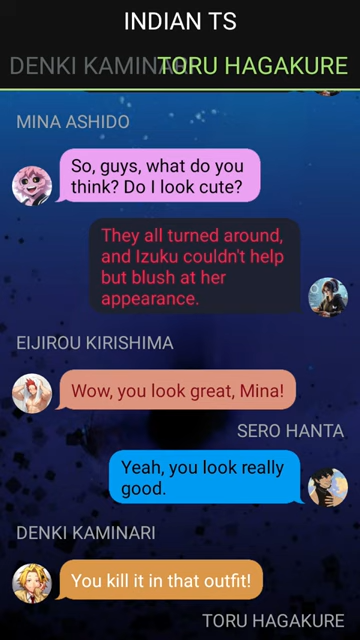 INDIAN TS
DENKI KAMINARI
TORU HAGAKURE
MINA ASHIDO
So, guys, what do you
think? Do I look cute?
They all turned around,
and Izuku couldn't help
but blush at her
appearance.
EIJIROU KIRISHIMA
Wow, you look great, Mina!
SERO HANTA
Yeah, you look really
good.
DENKI KAMINARI
You kill it in that outfit!
TORU HAGAKURE